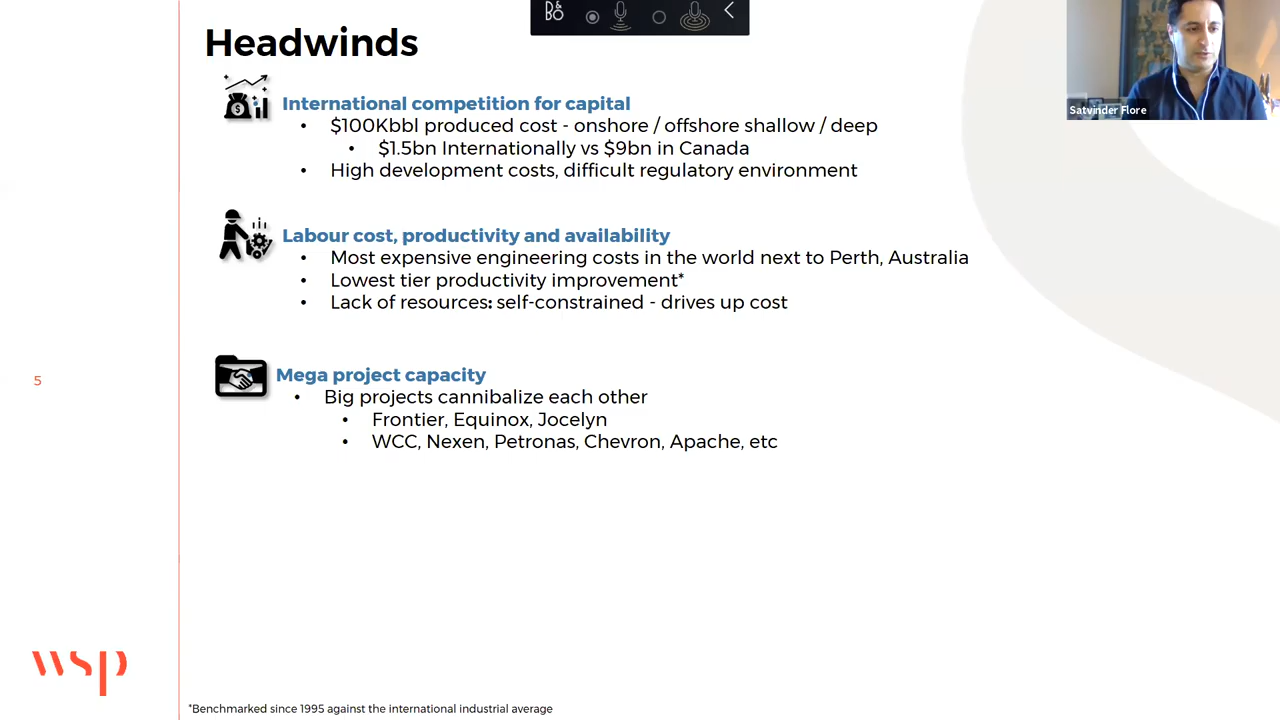 Headwinds
B&O
Satvinder Flore
International competition for capital
• $100Kbbl produced cost - onshore / offshore shallow / deep
• $1.5bn Internationally vs $9bn in Canada
• High development costs, difficult regulatory environment
Labour cost, productivity and availability
• Most expensive engineering costs in the world next to Perth, Australia
• Lowest tier productivity improvement*
• Lack of resources: self-constrained - drives up cost
Mega project capacity
• Big projects cannibalize each other
• Frontier, Equinox, Jocelyn
• WCC, Nexen, Petronas, Chevron, Apache, etc
5
wsp
*Benchmarked since 1995 against the international industrial average